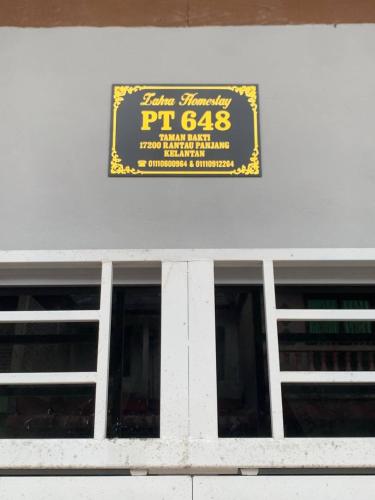 Zahra Homestay
PT 648
TAMAN BAKTI
17200 RANTAU PANJANG
KELANTAN
☎ 01110600964 & 01110912264